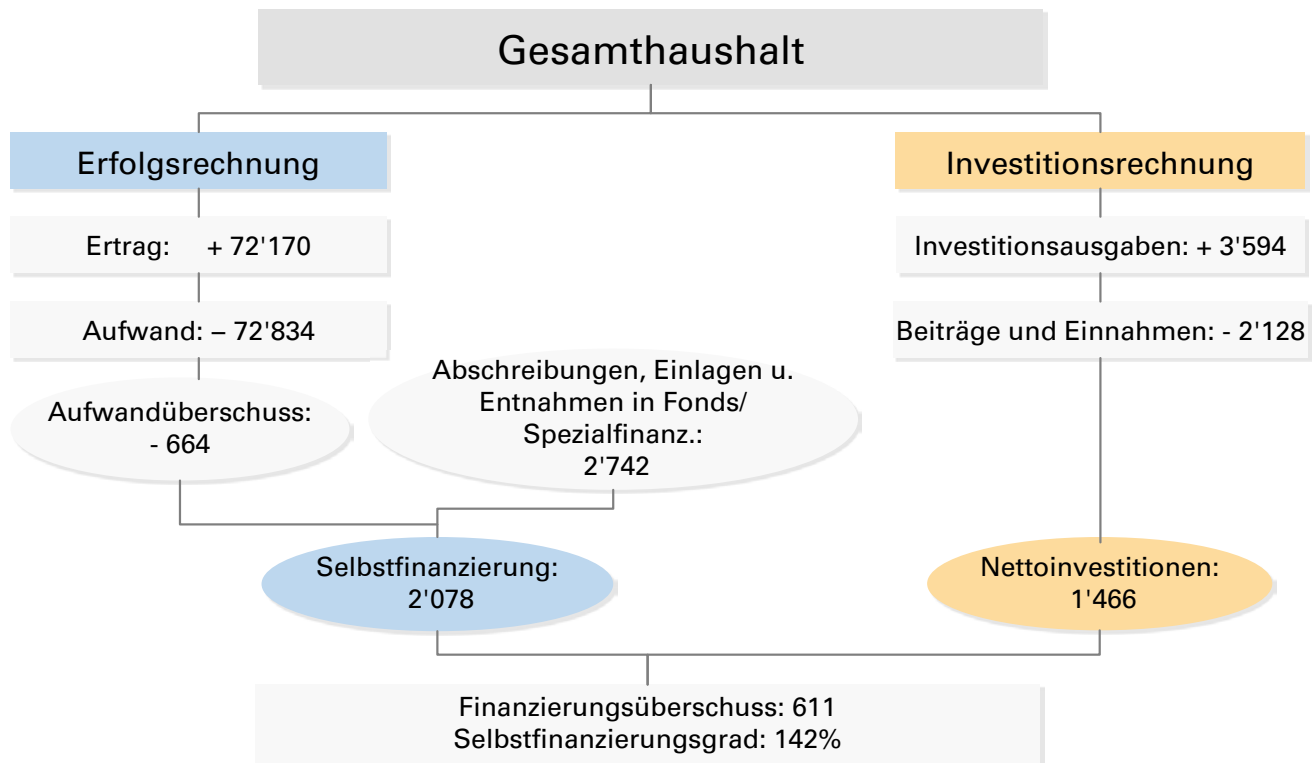 Gesamthaushalt
Erfolgsrechnung
Investitionsrechnung
Ertrag: + 72'170
Investitionsausgaben: + 3'594
Aufwand: – 72'834
Beiträge und Einnahmen: - 2'128
Aufwandüberschuss:
- 664
Abschreibungen, Einlagen u.
Entnahmen in Fonds/
Spezialfinanz.:
2'742
Selbstfinanzierung:
2'078
Nettoinvestitionen:
1'466
Finanzierungsüberschuss: 611
Selbstfinanzierungsgrad: 142%